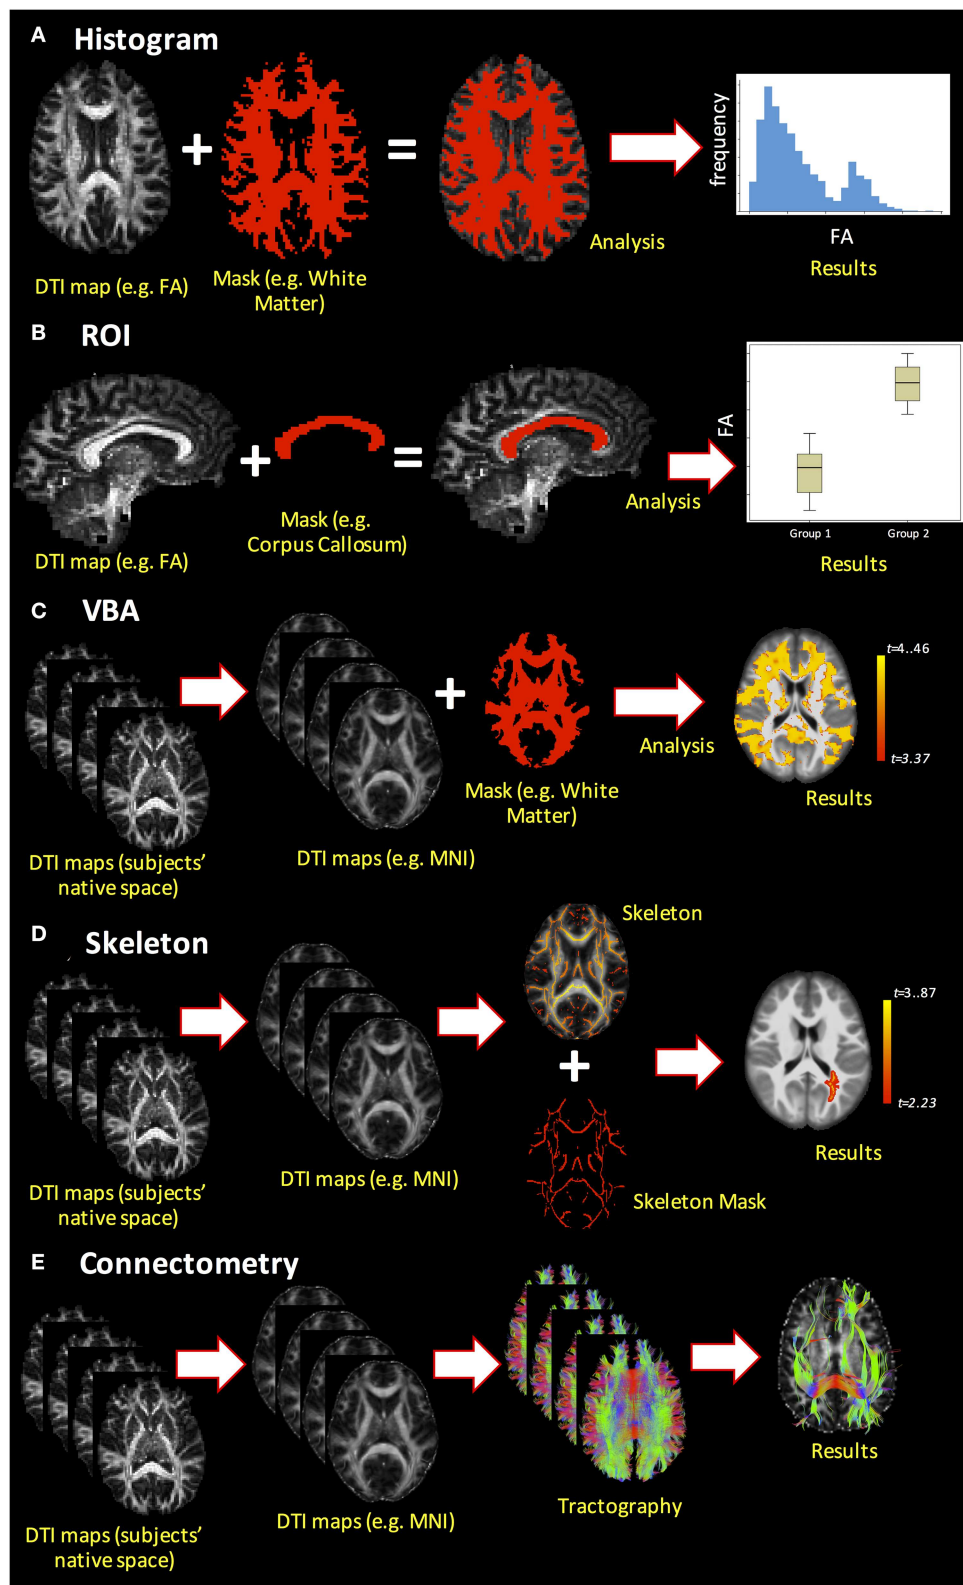 A Histogram
DTI map (e.g. FA)
Mask (e.g. White
Matter)
Analysis
frequency
FA
Results
B ROI
DTI map (e.g. FA)
Mask (e.g.
Corpus Callosum)
Analysis
FA
Group 1 Group 2
Results
C VBA
DTI maps (subjects'
native space)
DTI maps (e.g. MNI)
Mask (e.g. White
Matter)
Analysis
t=4.46
t=3.37
Results
D Skeleton
DTI maps (subjects'
native space)
DTI maps (e.g. MNI)
Skeleton
Skeleton Mask
t=3..87
t=2.23
Results
E Connectometry
DTI maps (subjects'
native space)
DTI maps (e.g. MNI)
Tractography
Results